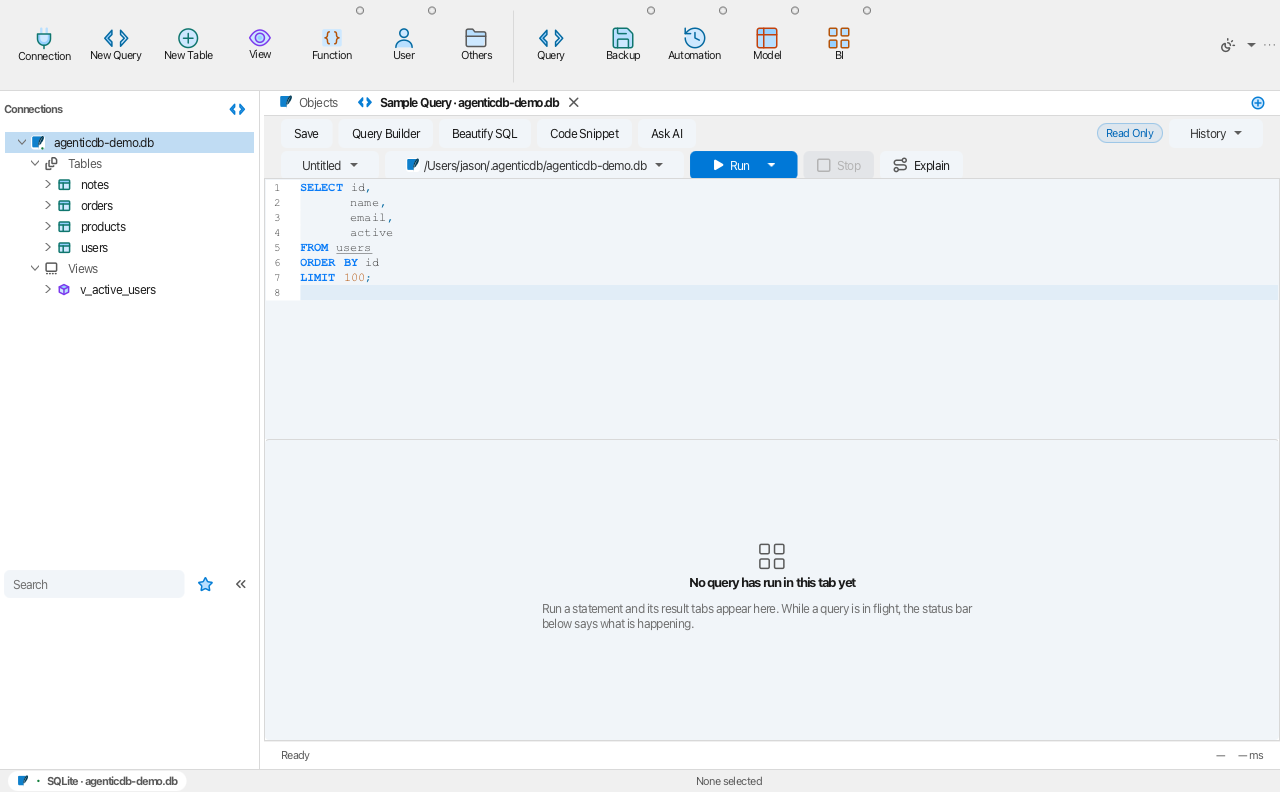 Connection
New Query
New Table
View
Function
User
Others
Query
Backup
Automation
Model
BI
Connections
Objects
Sample Query · agenticdb-demo.db
agenticdb-demo.db
Tables
notes
orders
products
users
Views
v_active_users
Save
Query Builder
Beautify SQL
Code Snippet
Ask AI
Read Only
History
Untitled
/Users/jason/.agenticdb/agenticdb-demo.db
Run
Stop
Explain
1 SELECT id,
2 name,
3 email,
4 active
5 FROM users
6 ORDER BY id
7 LIMIT 100;
8
Search
No query has run in this tab yet
Run a statement and its result tabs appear here. While a query is in flight, the status bar
below says what is happening.
Ready
— — ms
SQLite · agenticdb-demo.db
None selected